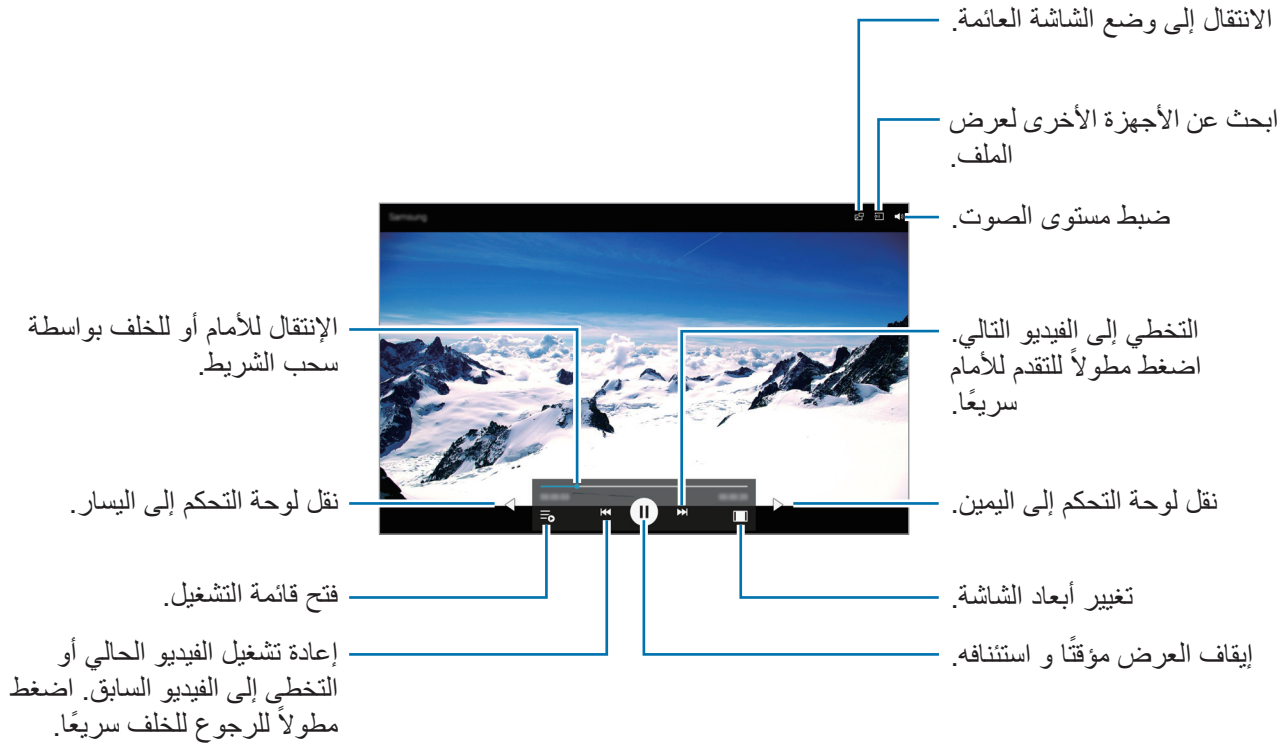 الانتقال إلى وضع الشاشة العائمة.
ابحث عن الأجهزة الأخرى لعرض
الملف.
ضبط مستوى الصوت.
Samsung
التخطي إلى الفيديو التالي.
اضغط مطولاً للتقدم للأمام
سريعًا.
الإنتقال للأمام أو للخلف بواسطة
سحب الشريط.
نقل لوحة التحكم إلى اليمين.
نقل لوحة التحكم إلى اليسار.
تغيير أبعاد الشاشة.
فتح قائمة التشغيل.
إيقاف العرض مؤقتًا و استئنافه.
إعادة تشغيل الفيديو الحالي أو
التخطي إلى الفيديو السابق. اضغط
مطولاً للرجوع للخلف سريعًا.